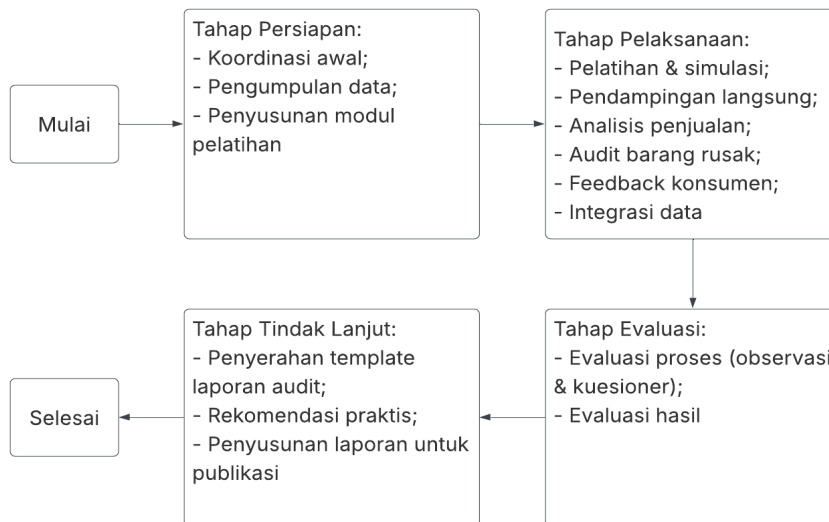 Mulai
Tahap Persiapan:
- Koordinasi awal;
- Pengumpulan data;
- Penyusunan modul
pelatihan
Tahap Pelaksanaan:
- Pelatihan & simulasi;
- Pendampingan langsung;
- Analisis penjualan;
- Audit barang rusak;
- Feedback konsumen;
- Integrasi data
Tahap Evaluasi:
- Evaluasi proses (observasi
& kuesioner);
- Evaluasi hasil
Tahap Tindak Lanjut:
- Penyerahan template
laporan audit;
- Rekomendasi praktis;
- Penyusunan laporan untuk
publikasi
Selesai